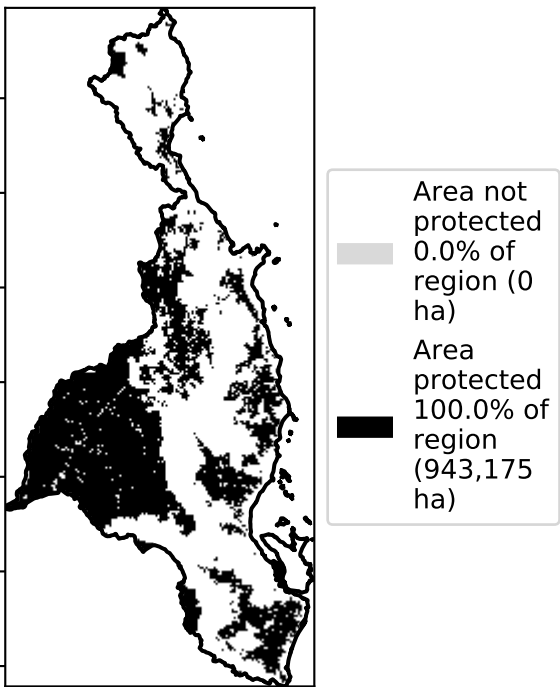 Area not
protected
0.0% of
region (0
ha)
Area
protected
100.0% of
region
(943,175
ha)